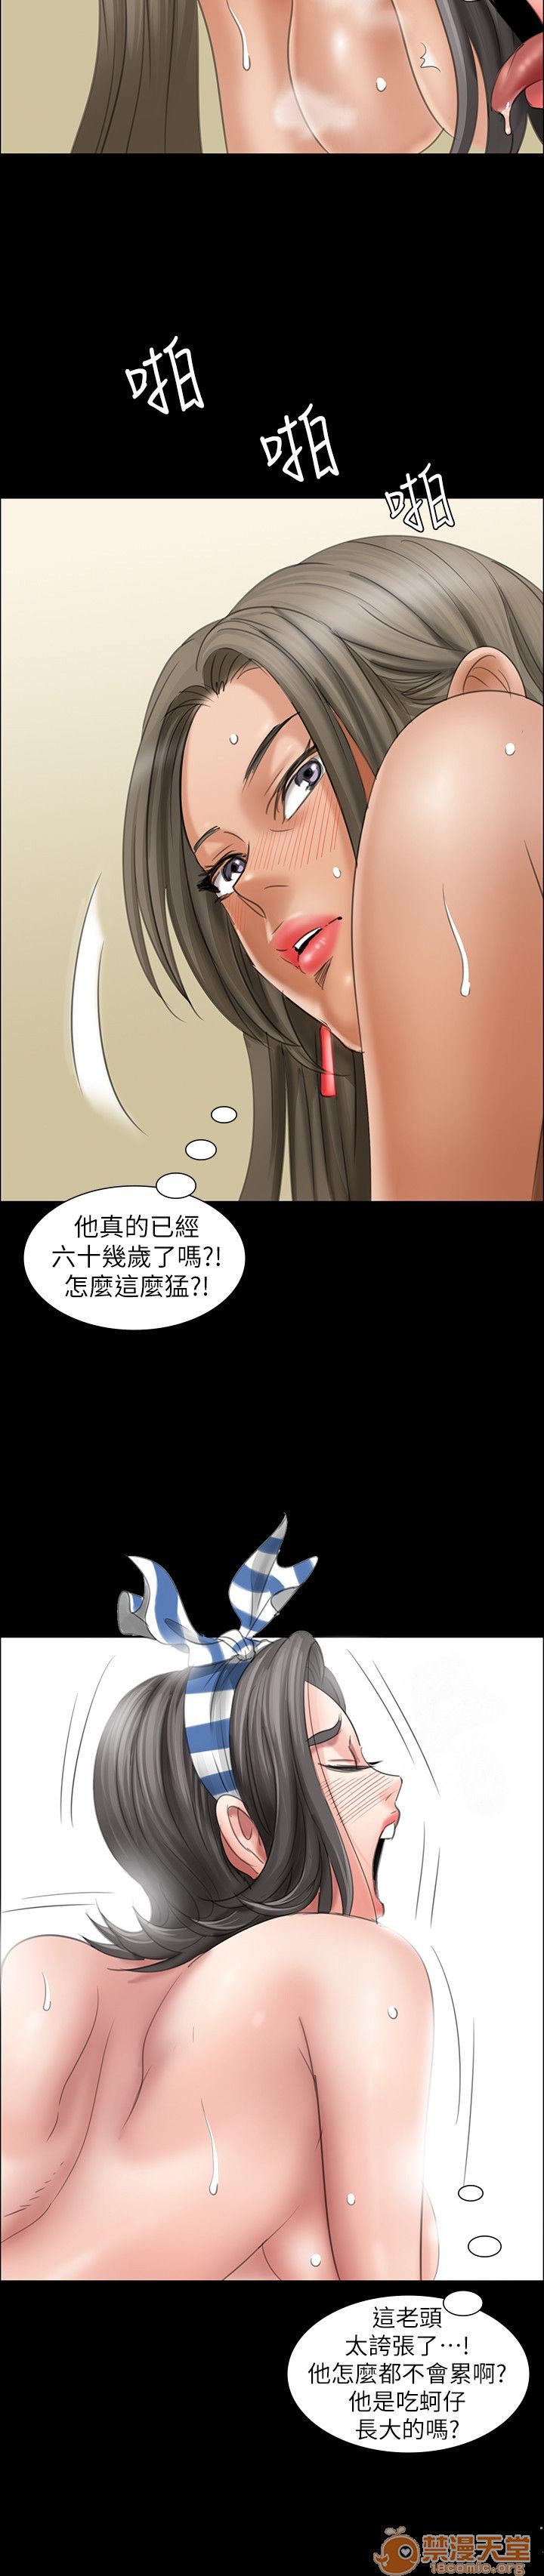 啪
啪
啪
他真的已經
六十幾歲了嗎?!
怎麼這麼猛?!
這老頭
太誇張了…!
他怎麼都不會累啊?
他是吃蚵仔
長大的嗎?
禁漫天堂
18comic.org